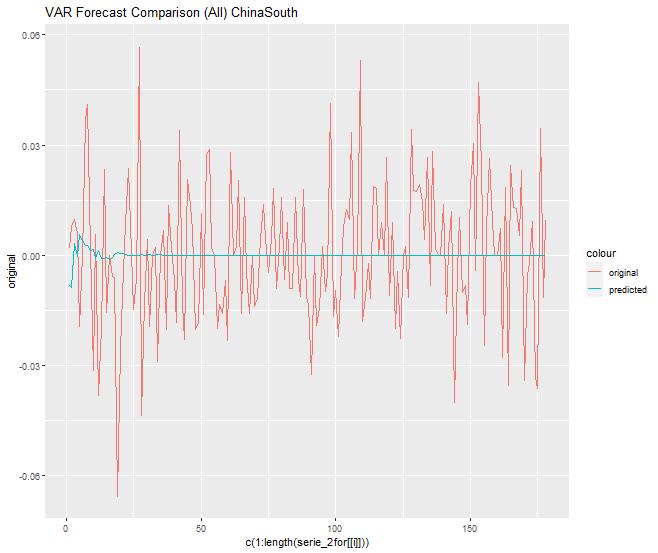 VAR Forecast Comparison (All) ChinaSouth
0.06
0.03
0.00
-0.03
-0.06
original
0
50
100
150
c(1:length(serie_2for[[i]]))
colour
original
predicted